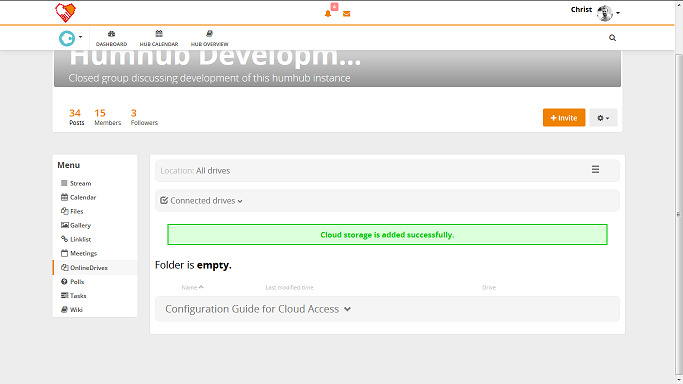 Christ
DASHBOARD
HUB CALENDAR
HUB OVERVIEW
Humhub Developm...
Closed group discussing development of this humhub instance
34
Posts
15
Members
3
Followers
+ Invite
Menu
Stream
Calendar
Files
Gallery
Linklist
Meetings
OnlineDrives
Polls
Tasks
Wiki
Location: All drives
Connected drives
Cloud storage is added successfully.
Folder is empty.
Name
Last modified time
Drive
Configuration Guide for Cloud Access